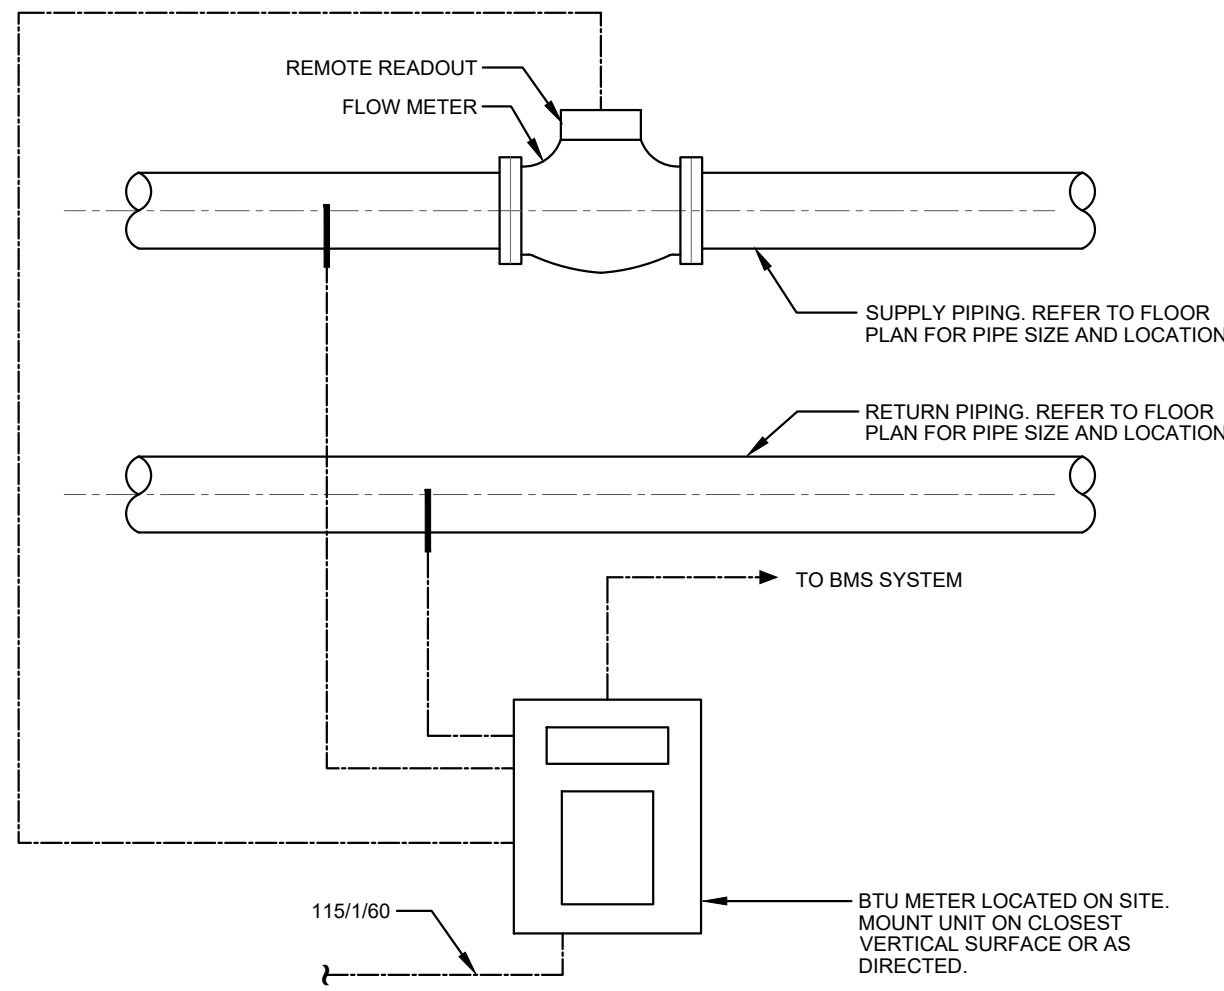 REMOTE READOUT
FLOW METER
SUPPLY PIPING. REFER TO FLOOR
PLAN FOR PIPE SIZE AND LOCATION
RETURN PIPING. REFER TO FLOOR
PLAN FOR PIPE SIZE AND LOCATION
TO BMS SYSTEM
115/1/60
BTU METER LOCATED ON SITE.
MOUNT UNIT ON CLOSEST
VERTICAL SURFACE OR AS
DIRECTED.